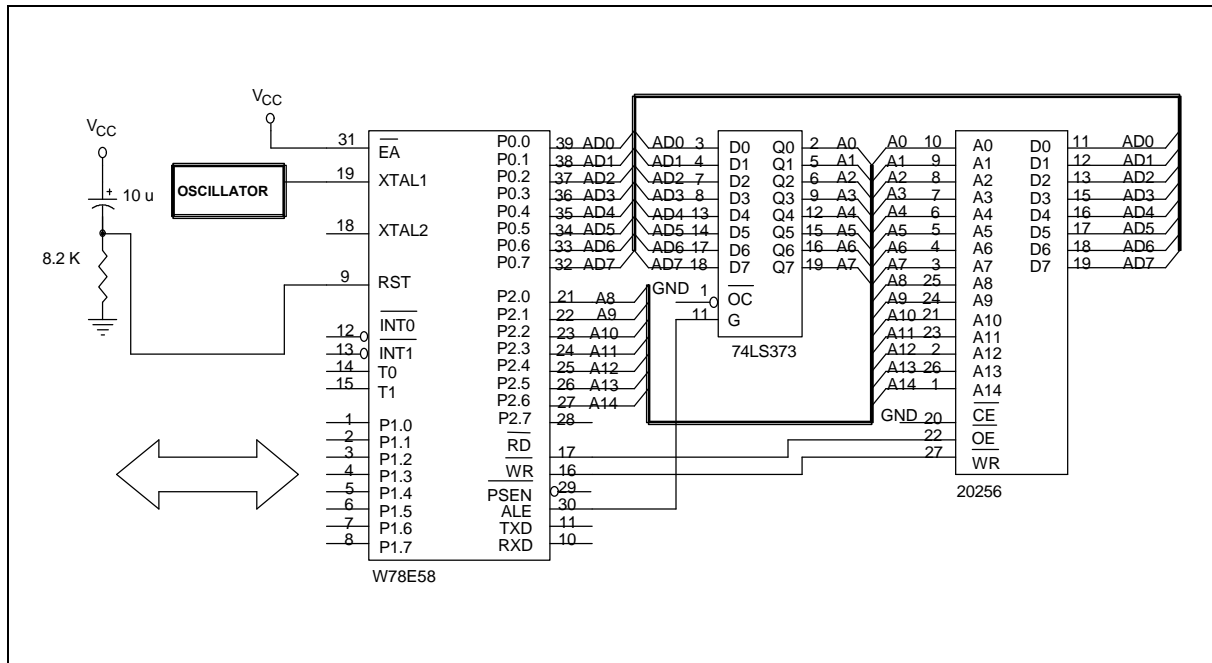 VCC
VCC
10 u
8.2 K
OSCILLATOR
31 EA
19 XTAL1
18 XTAL2
9 RST
12 INT0
13 INT1
14 T0
15 T1
1 P1.0
2 P1.1
3 P1.2
4 P1.3
5 P1.4
6 P1.5
7 P1.6
8 P1.7
P0.0 39 AD0
P0.1 38 AD1
P0.2 37 AD2
P0.3 36 AD3
P0.4 35 AD4
P0.5 34 AD5
P0.6 33 AD6
P0.7 32 AD7
P2.0 21 A8
P2.1 22 A9
P2.2 23 A10
P2.3 24 A11
P2.4 25 A12
P2.5 26 A13
P2.6 27 A14
P2.7 28
RD 17
WR 16
PSEN 29
ALE 30
TXD 11
RXD 10
W78E58
AD0 3 D0 Q0 2 A0
AD1 4 D1 Q1 5 A1
AD2 7 D2 Q2 6 A2
AD3 8 D3 Q3 9 A3
AD4 13 D4 Q4 12 A4
AD5 14 D5 Q5 15 A5
AD6 17 D6 Q6 16 A6
AD7 18 D7 Q7 19 A7
GND 1 OC
11 G
74LS373
A0 10 A0 D0 11 AD0
A1 9 A1 D1 12 AD1
A2 8 A2 D2 13 AD2
A3 7 A3 D3 15 AD3
A4 6 A4 D4 16 AD4
A5 5 A5 D5 17 AD5
A6 4 A6 D6 18 AD6
A7 3 A7 D7 19 AD7
A8 25 A8
A9 24 A9
A10 21 A10
A11 23 A11
A12 2 A12
A13 26 A13
A14 1 A14
GND 20 CE
22 OE
27 WR
20256